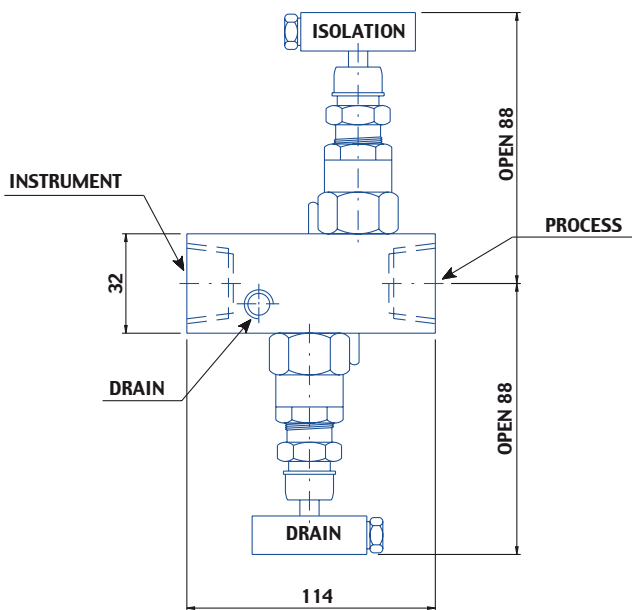 ISOLATION
OPEN 88
INSTRUMENT
PROCESS
32
DRAIN
OPEN 88
DRAIN
114